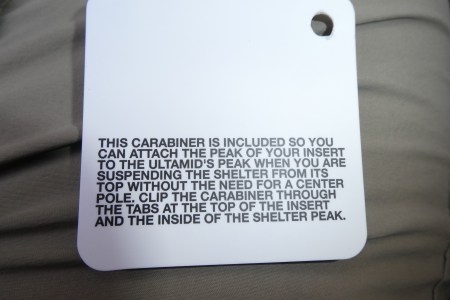 THIS CARABINER IS INCLUDED SO YOU
CAN ATTACH THE PEAK OF YOUR INSERT
TO THE ULTAMID'S PEAK WHEN YOU ARE
SUSPENDING THE SHELTER FROM ITS
TOP WITHOUT THE NEED FOR A CENTER
POLE. CLIP THE CARABINER THROUGH
THE TABS AT THE TOP OF THE INSERT
AND THE INSIDE OF THE SHELTER PEAK.